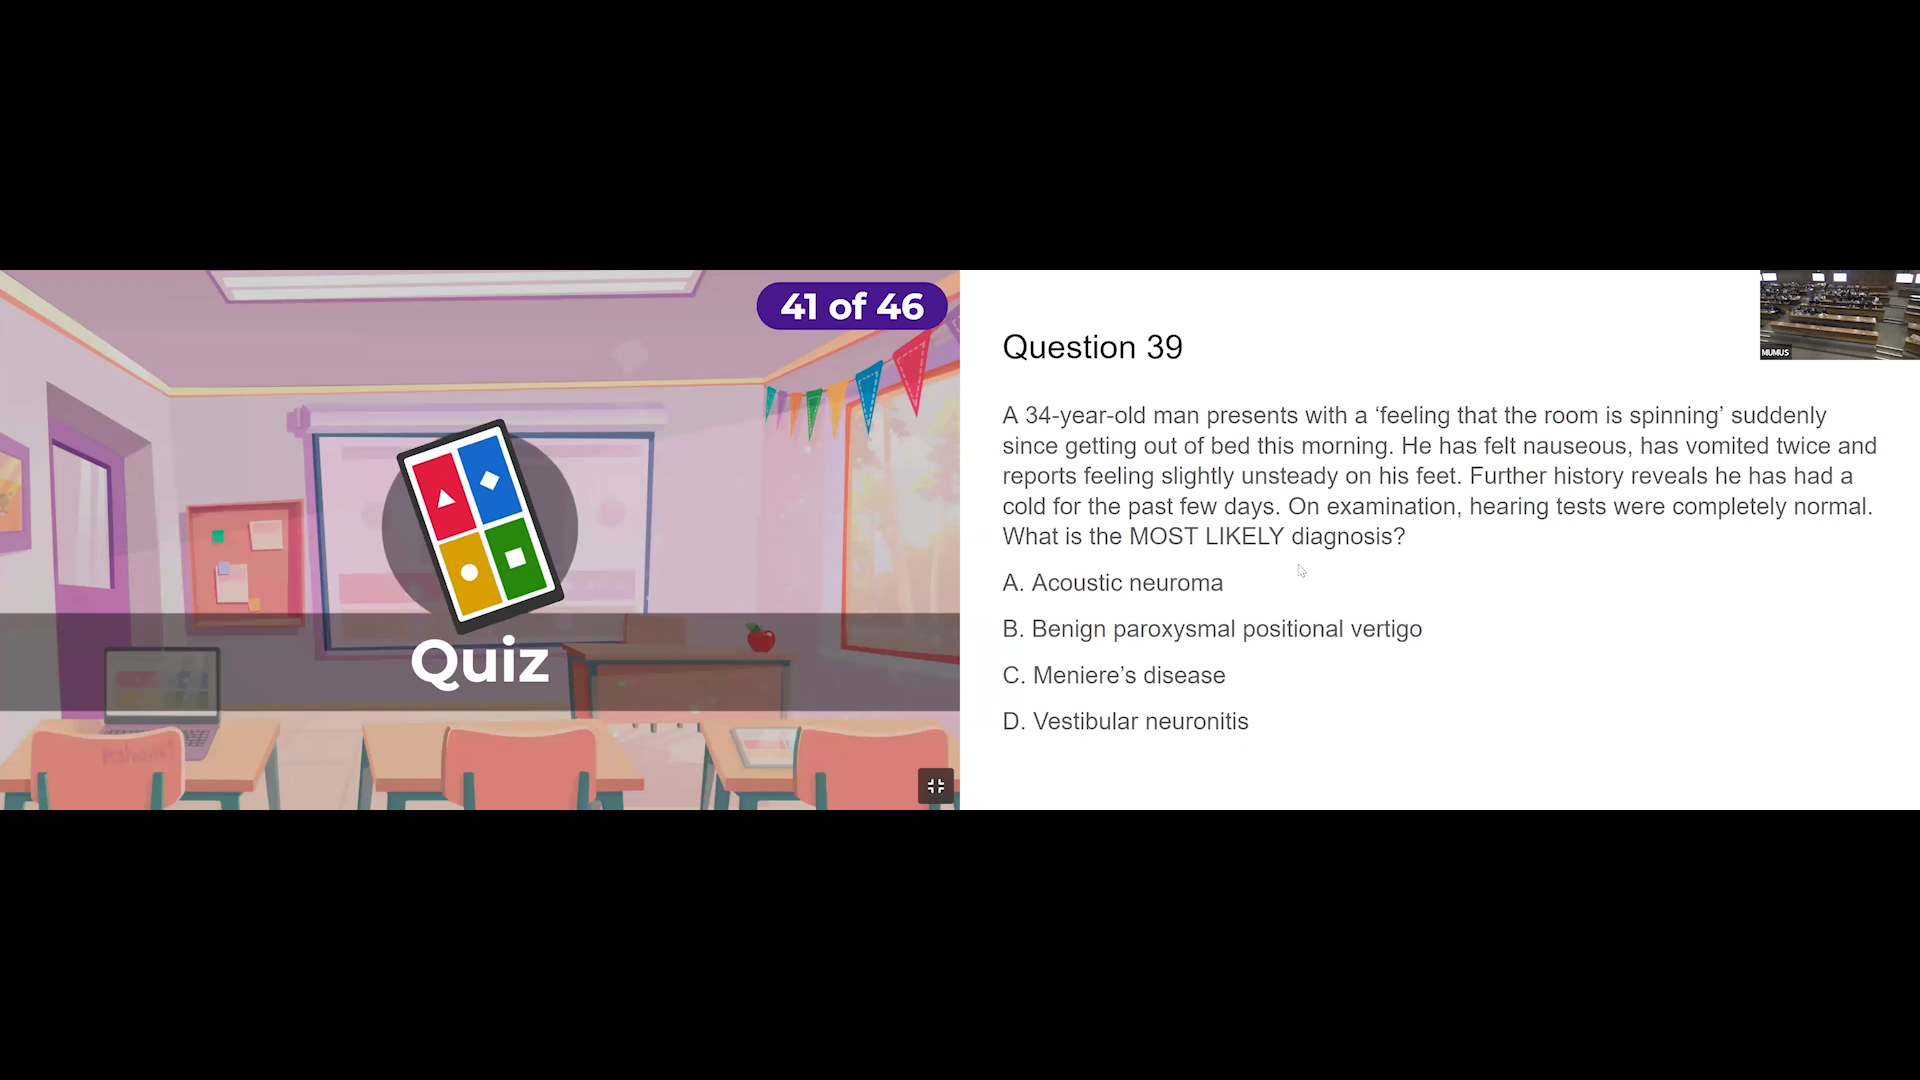 41 of 46
Quiz
Kahoot!
Question 39
MUMUS
A 34-year-old man presents with a ‘feeling that the room is spinning’ suddenly
since getting out of bed this morning. He has felt nauseous, has vomited twice and
reports feeling slightly unsteady on his feet. Further history reveals he has had a
cold for the past few days. On examination, hearing tests were completely normal.
What is the MOST LIKELY diagnosis?
A. Acoustic neuroma
B. Benign paroxysmal positional vertigo
C. Meniere’s disease
D. Vestibular neuronitis